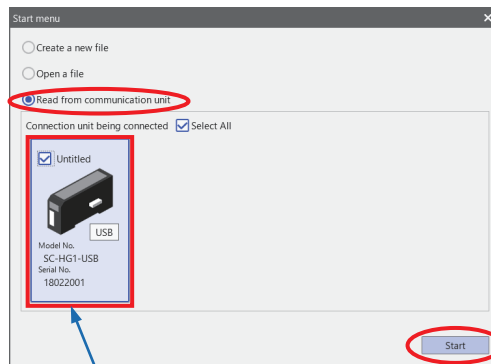 Start menu
Create a new file
Open a file
Read from communication unit
Connection unit being connected Select All
Untitled
USB
Model No.
SC-HG1-USB
Serial No.
18022001
Start